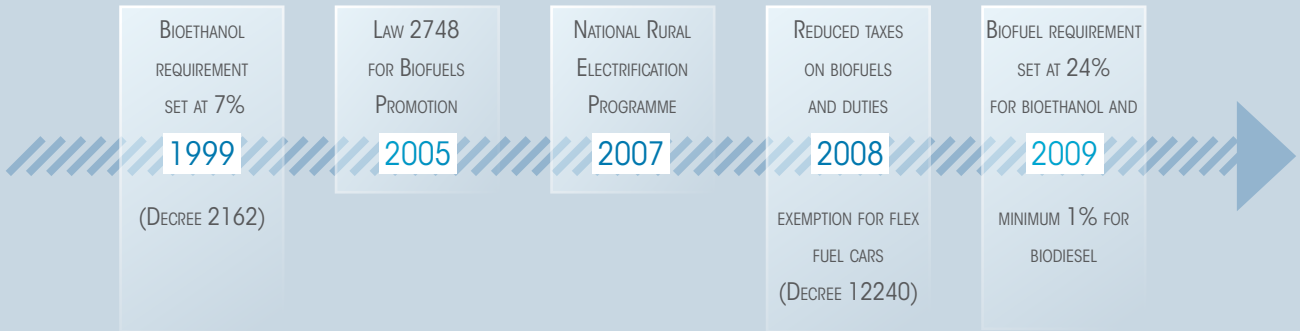 Bioethanol
requirement
set at 7%
1999
(Decree 2162)
Law 2748
for Biofuels
Promotion
2005
National Rural
Electrification
Programme
2007
Reduced taxes
on biofuels
and duties
2008
exemption for flex
fuel cars
(Decree 12240)
Biofuel requirement
set at 24%
for bioethanol and
2009
minimum 1% for
biodiesel